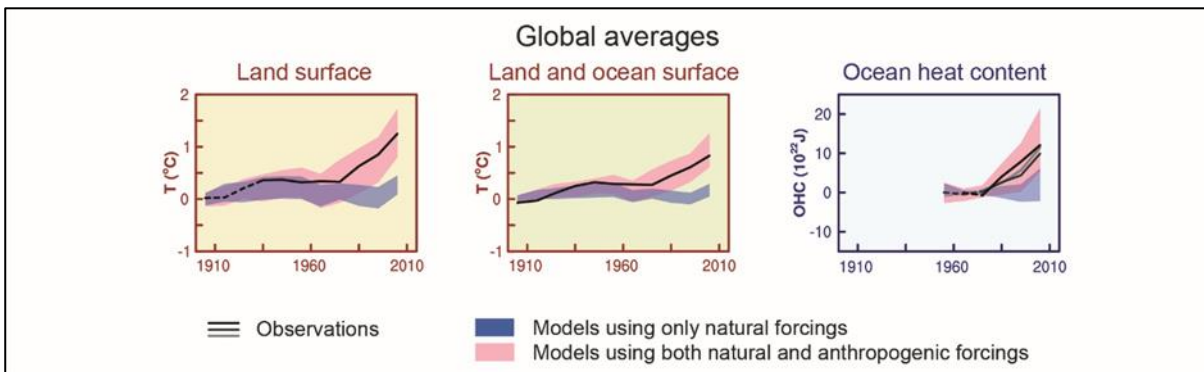 Global averages
Land surface
Land and ocean surface
Ocean heat content
2
1
0
-1
T (°C)
1910
1960
2010
2
1
0
-1
T (°C)
1910
1960
2010
20
10
0
-10
OHC (10²²J)
1910
1960
2010
Observations
Models using only natural forcings
Models using both natural and anthropogenic forcings